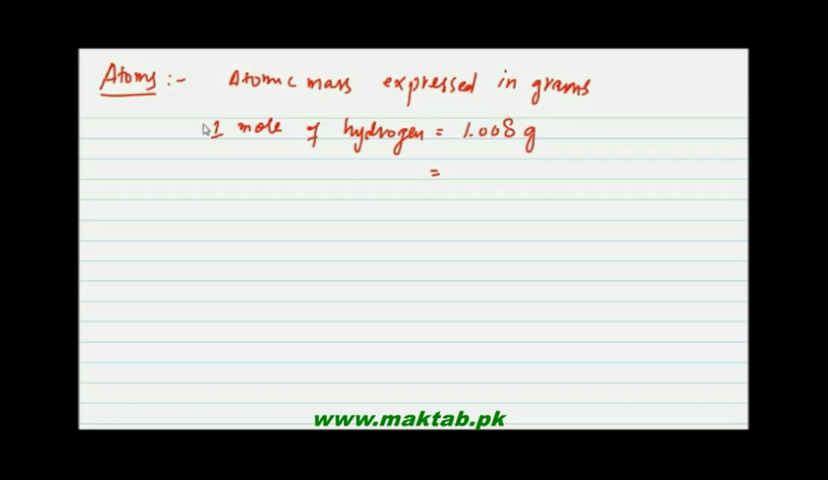 Atoms :- Atomic mass expressed in grams
1 mole of hydrogen = 1.008 g
=
www.maktab.pk